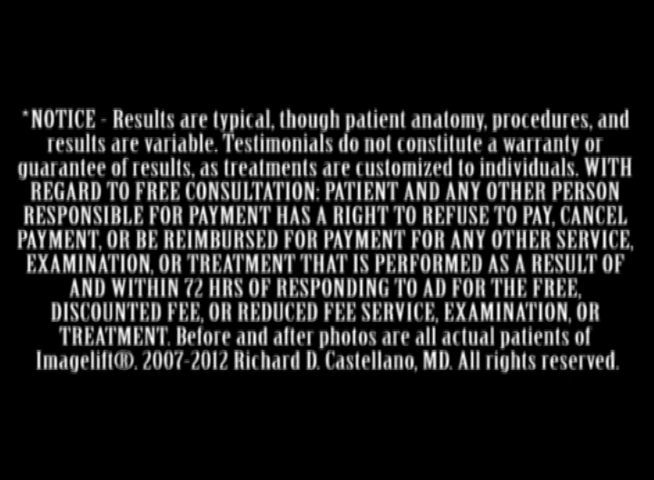 *NOTICE - Results are typical, though patient anatomy, procedures, and
results are variable. Testimonials do not constitute a warranty or
guarantee of results, as treatments are customized to individuals. WITH
REGARD TO FREE CONSULTATION: PATIENT AND ANY OTHER PERSON
RESPONSIBLE FOR PAYMENT HAS A RIGHT TO REFUSE TO PAY, CANCEL
PAYMENT, OR BE REIMBURSED FOR PAYMENT FOR ANY OTHER SERVICE,
EXAMINATION, OR TREATMENT THAT IS PERFORMED AS A RESULT OF
AND WITHIN 72 HRS OF RESPONDING TO AD FOR THE FREE,
DISCOUNTED FEE, OR REDUCED FEE SERVICE, EXAMINATION, OR
TREATMENT. Before and after photos are all actual patients of
Imagelift®. 2007-2012 Richard D. Castellano, MD. All rights reserved.